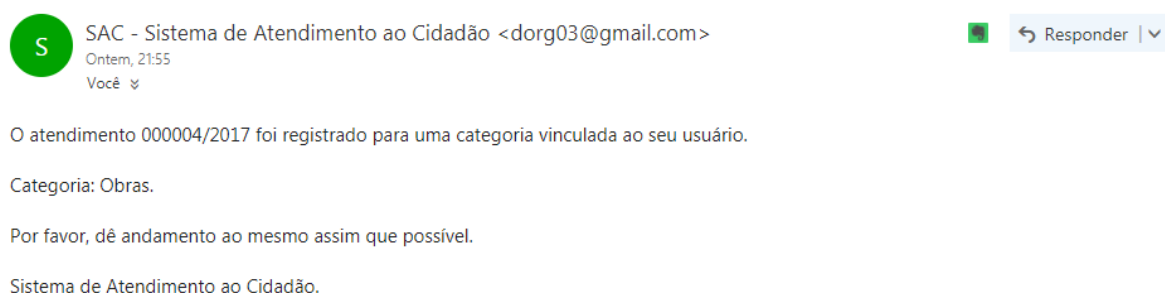 S
SAC - Sistema de Atendimento ao Cidadão <dorg03@gmail.com>
Responder
Ontem, 21:55
Você
O atendimento 000004/2017 foi registrado para uma categoria vinculada ao seu usuário.
Categoria: Obras.
Por favor, dê andamento ao mesmo assim que possível.
Sistema de Atendimento ao Cidadão.